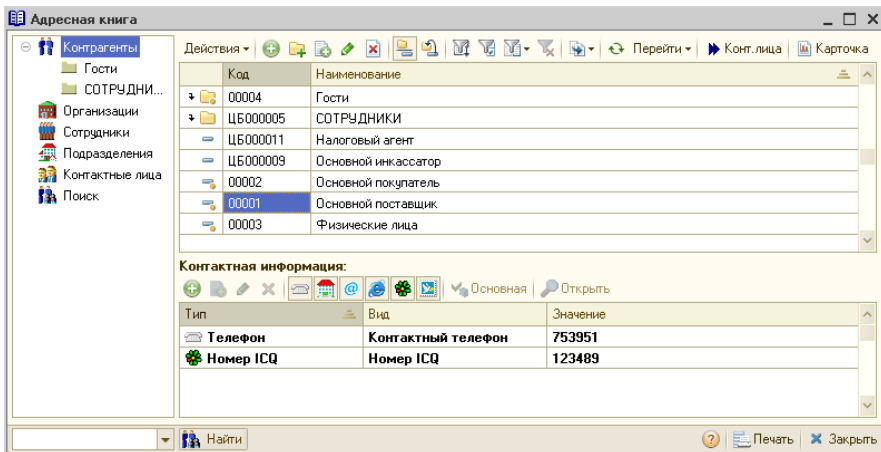 Адресная книга
Контрагенты
Гости
СОТРУДНИ...
Организации
Сотрудники
Подразделения
Контактные лица
Поиск
Действия Перейти Конт.лица Карточка
Код Наименование
00004 Гости
ЦБ000005 СОТРУДНИКИ
ЦБ000011 Налоговый агент
ЦБ000009 Основной инкассатор
00002 Основной покупатель
00001 Основной поставщик
00003 Физические лица
Контактная информация:
Основная Открыть
Тип Вид Значение
Телефон Контактный телефон 753951
Номер ICQ Номер ICQ 123489
Найти Печать Закрыть